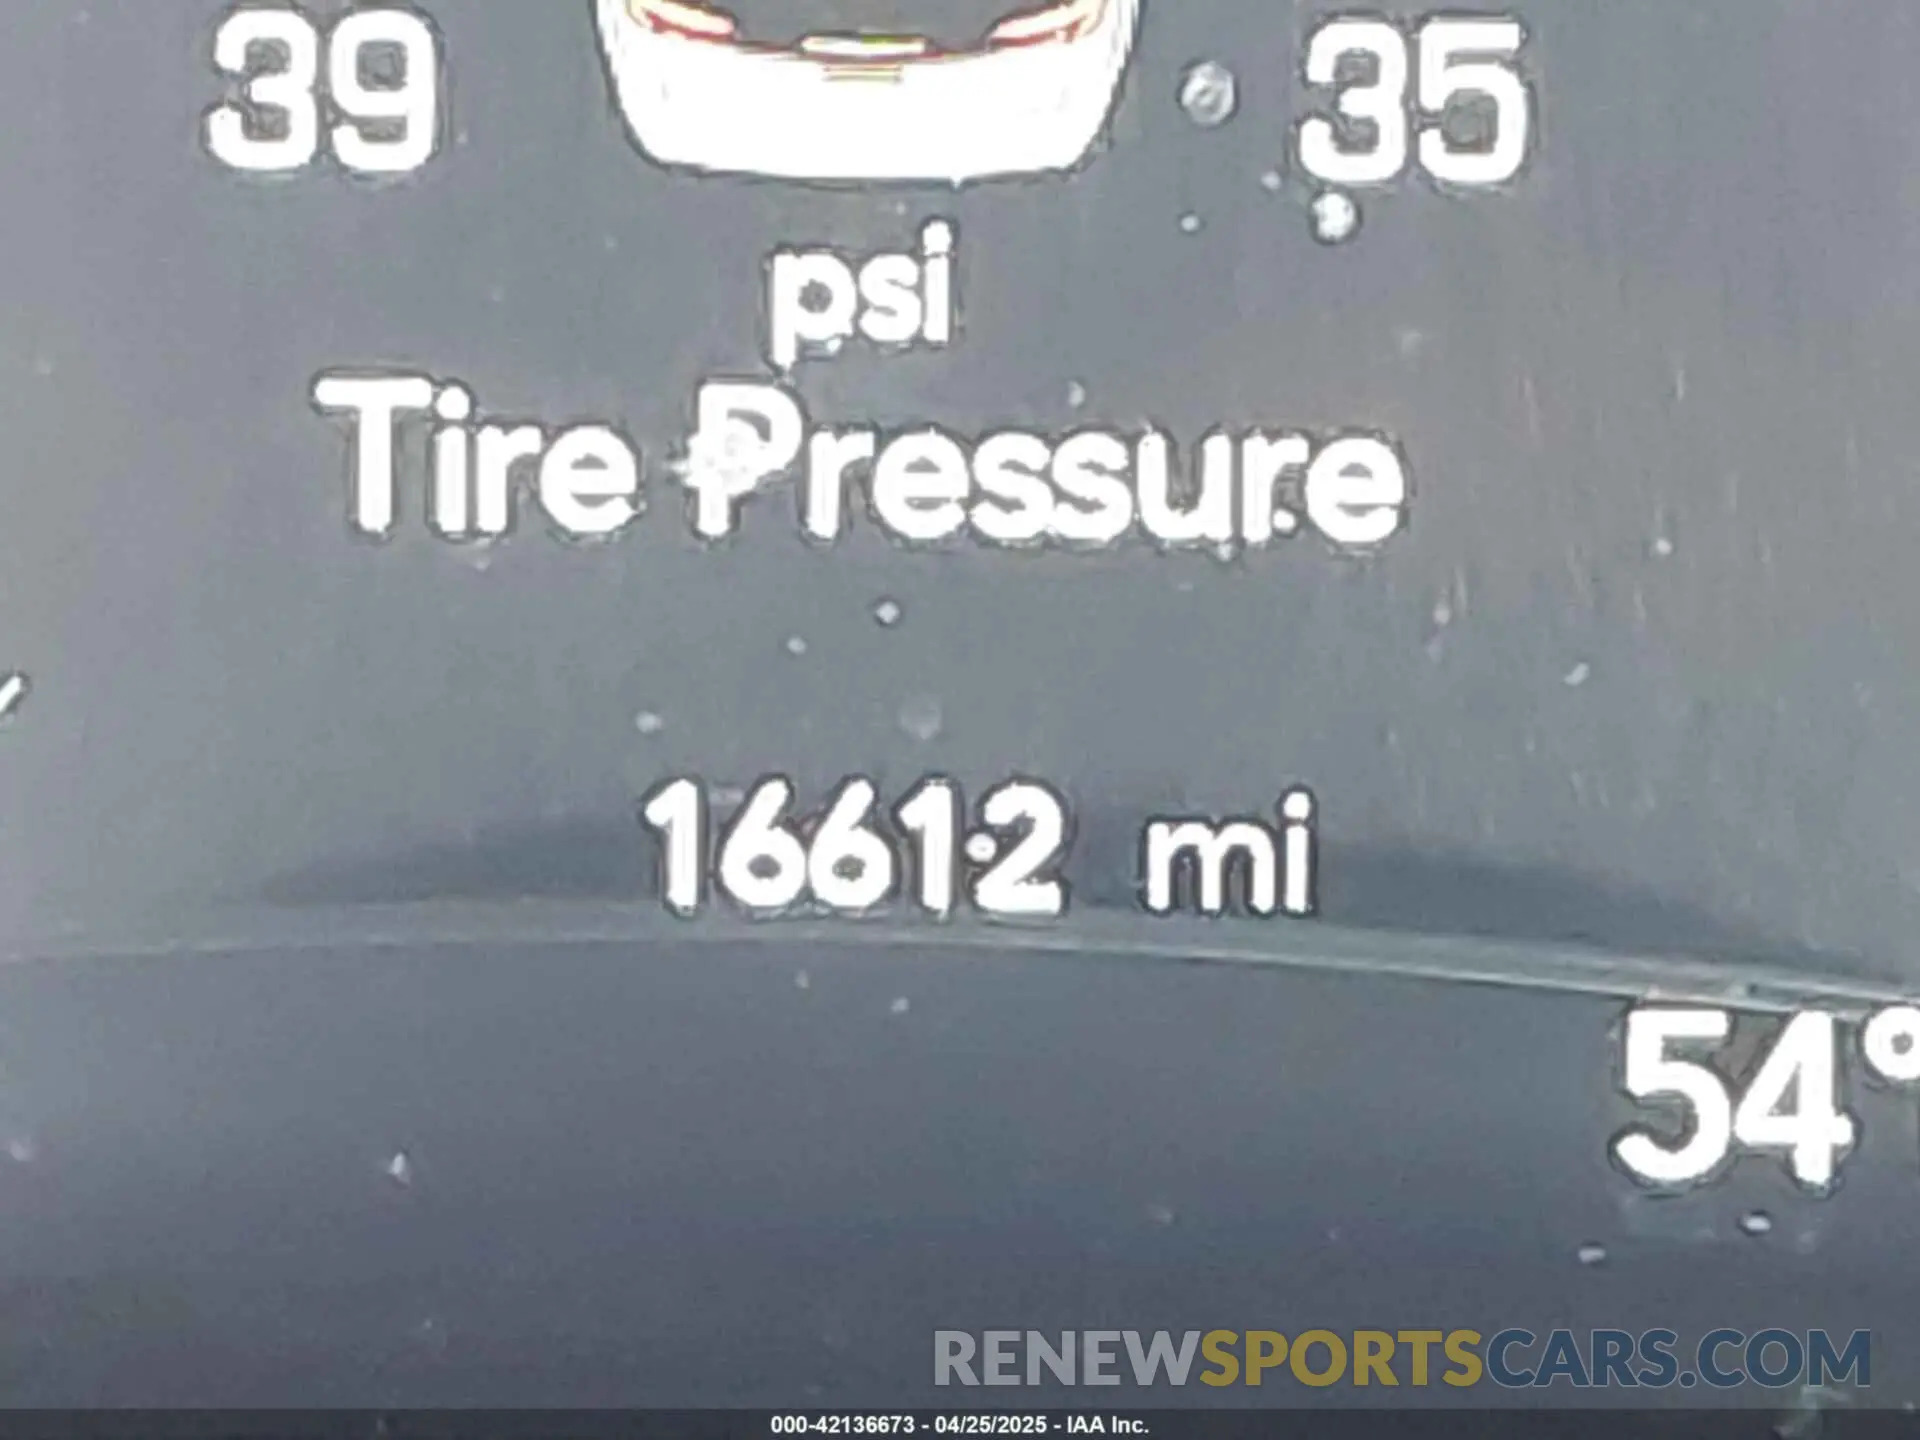 39 35
psi
Tire Pressure
16612 mi
54°
RENEWSPORTSCARS.COM
000-42136673 - 04/25/2025 - IAA Inc.